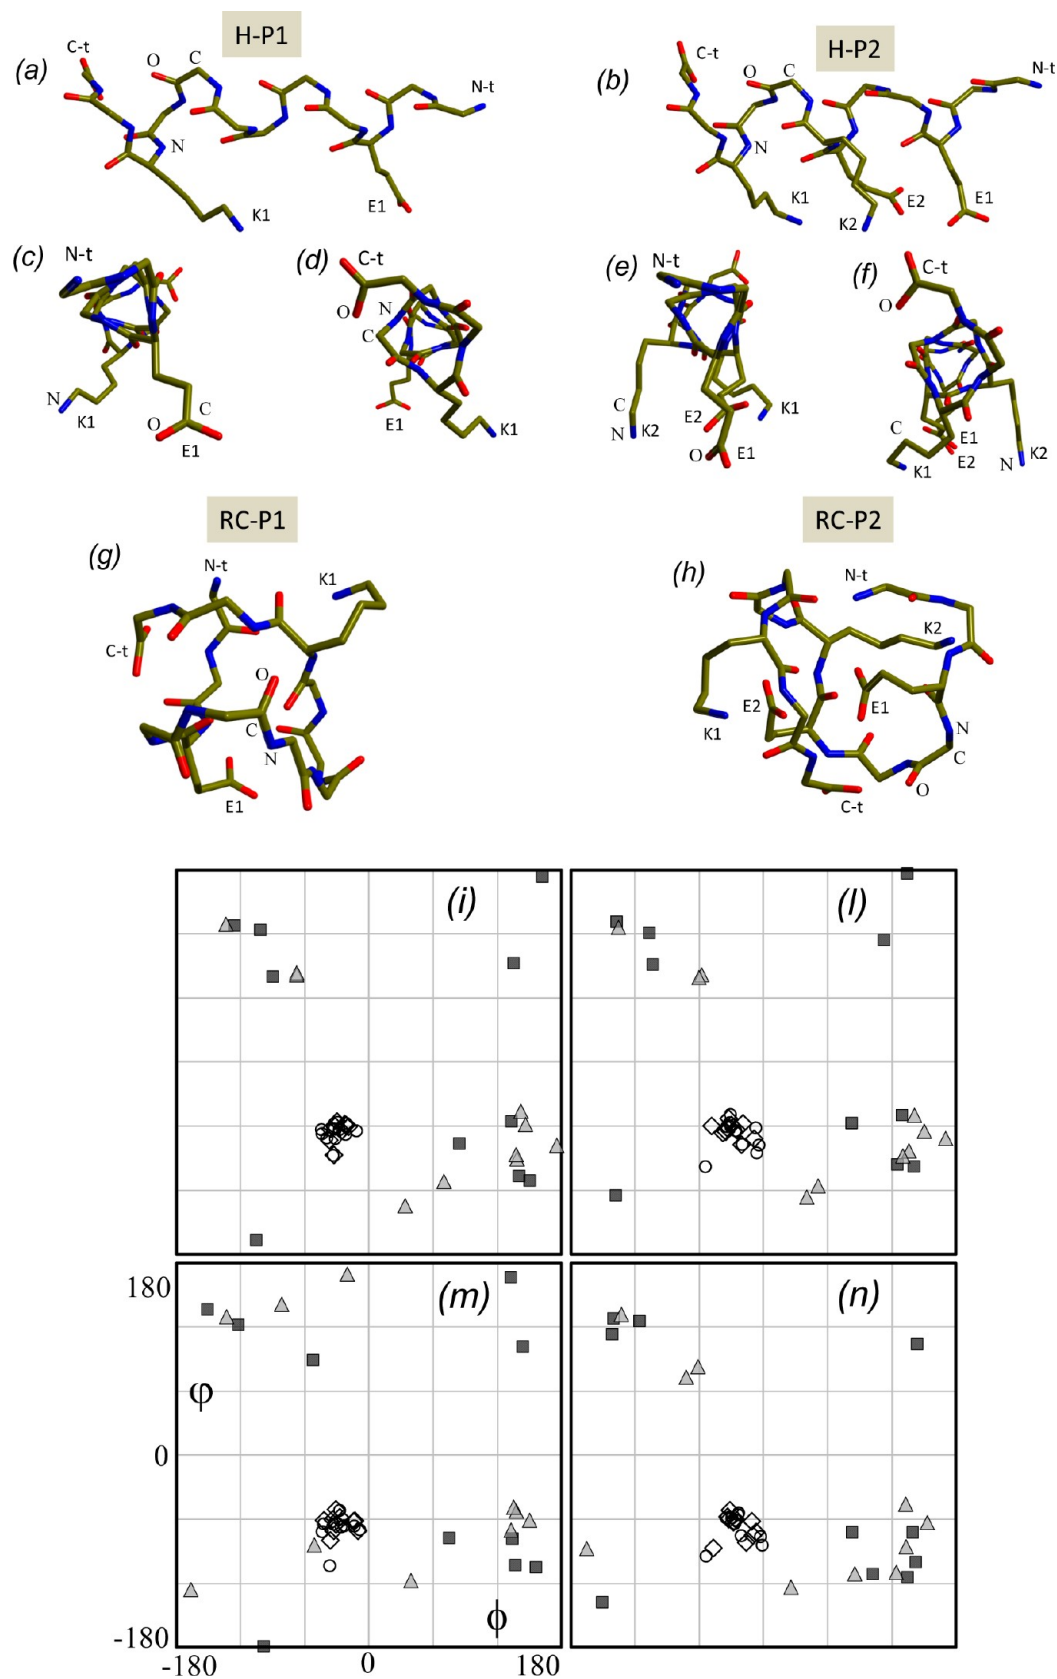 H-P1
H-P2
(a)
C-t
O
C
N
K1
E1
N-t
(b)
C-t
O
C
N
K1
K2
E2
E1
N-t
(c)
N-t
N
K1
O
C
E1
(d)
C-t
O
N
C
E1
K1
(e)
N-t
C
N
K2
E2
K1
O
E1
(f)
C-t
O
C
K1
E1
E2
N
K2
RC-P1
RC-P2
(g)
N-t
K1
C-t
O
C
N
E1
(h)
N-t
K2
K1
E2
E1
N
C
O
C-t
(i)
(l)
(m)
(n)
180
φ
0
-180
ϕ
-180
0
180